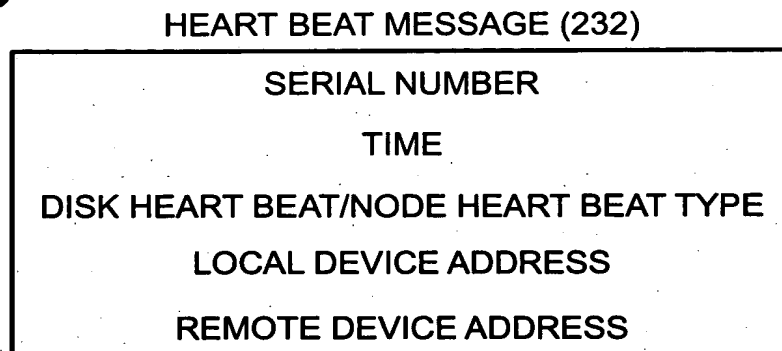 HEART BEAT MESSAGE (232)
SERIAL NUMBER
TIME
DISK HEART BEAT/NODE HEART BEAT TYPE
LOCAL DEVICE ADDRESS
REMOTE DEVICE ADDRESS